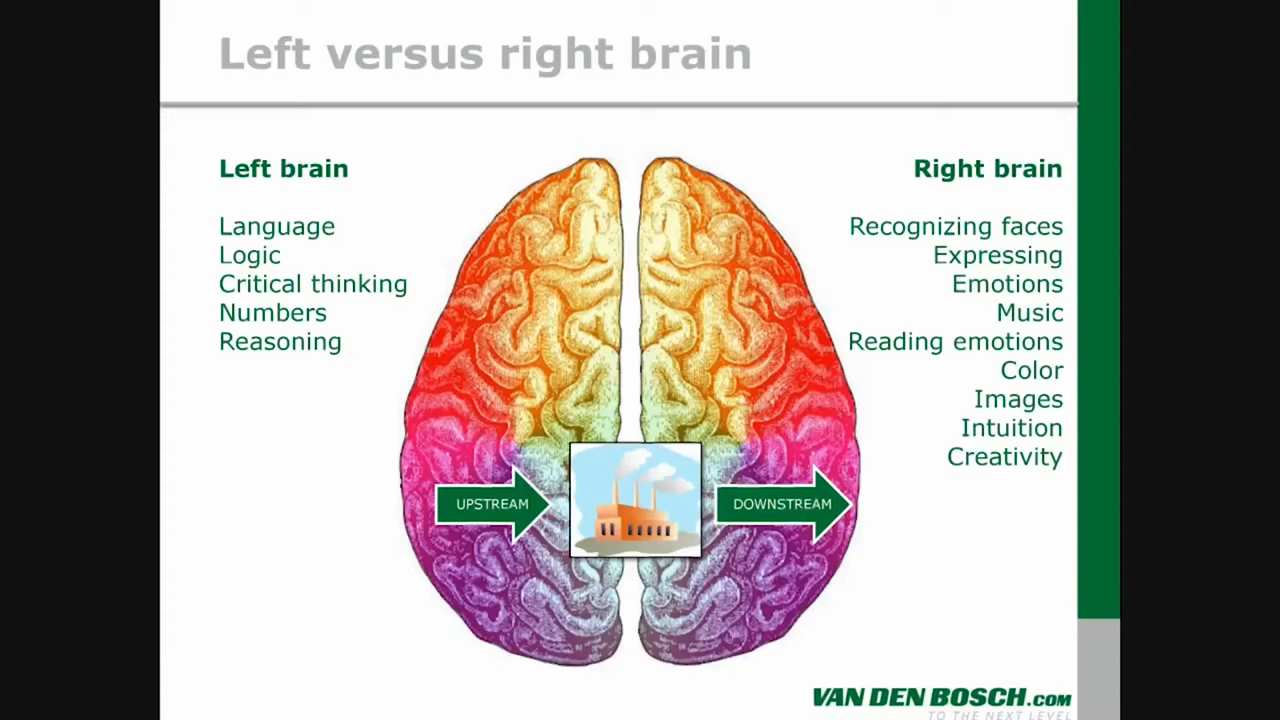 Left versus right brain
Left brain
Language
Logic
Critical thinking
Numbers
Reasoning
Right brain
Recognizing faces
Expressing
Emotions
Music
Reading emotions
Color
Images
Intuition
Creativity
UPSTREAM
DOWNSTREAM
VAN DEN BOSCH.COM
TO THE NEXT LEVEL